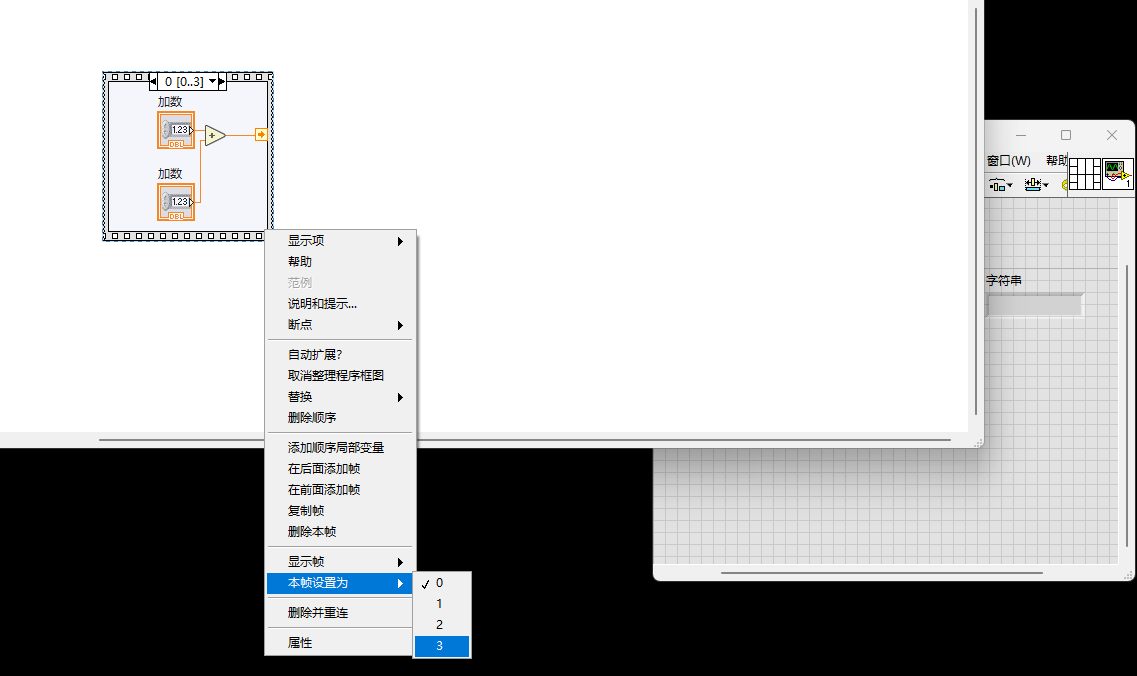 0 [0..3]
加数
1.23
DBL
加数
1.23
DBL
窗口(W) 帮助
1
字符串
显示项
帮助
范例
说明和提示...
断点
自动扩展?
取消整理程序框图
替换
删除顺序
添加顺序局部变量
在后面添加帧
在前面添加帧
复制帧
删除本帧
显示帧
本帧设置为
0
1
2
3
删除并重连
属性